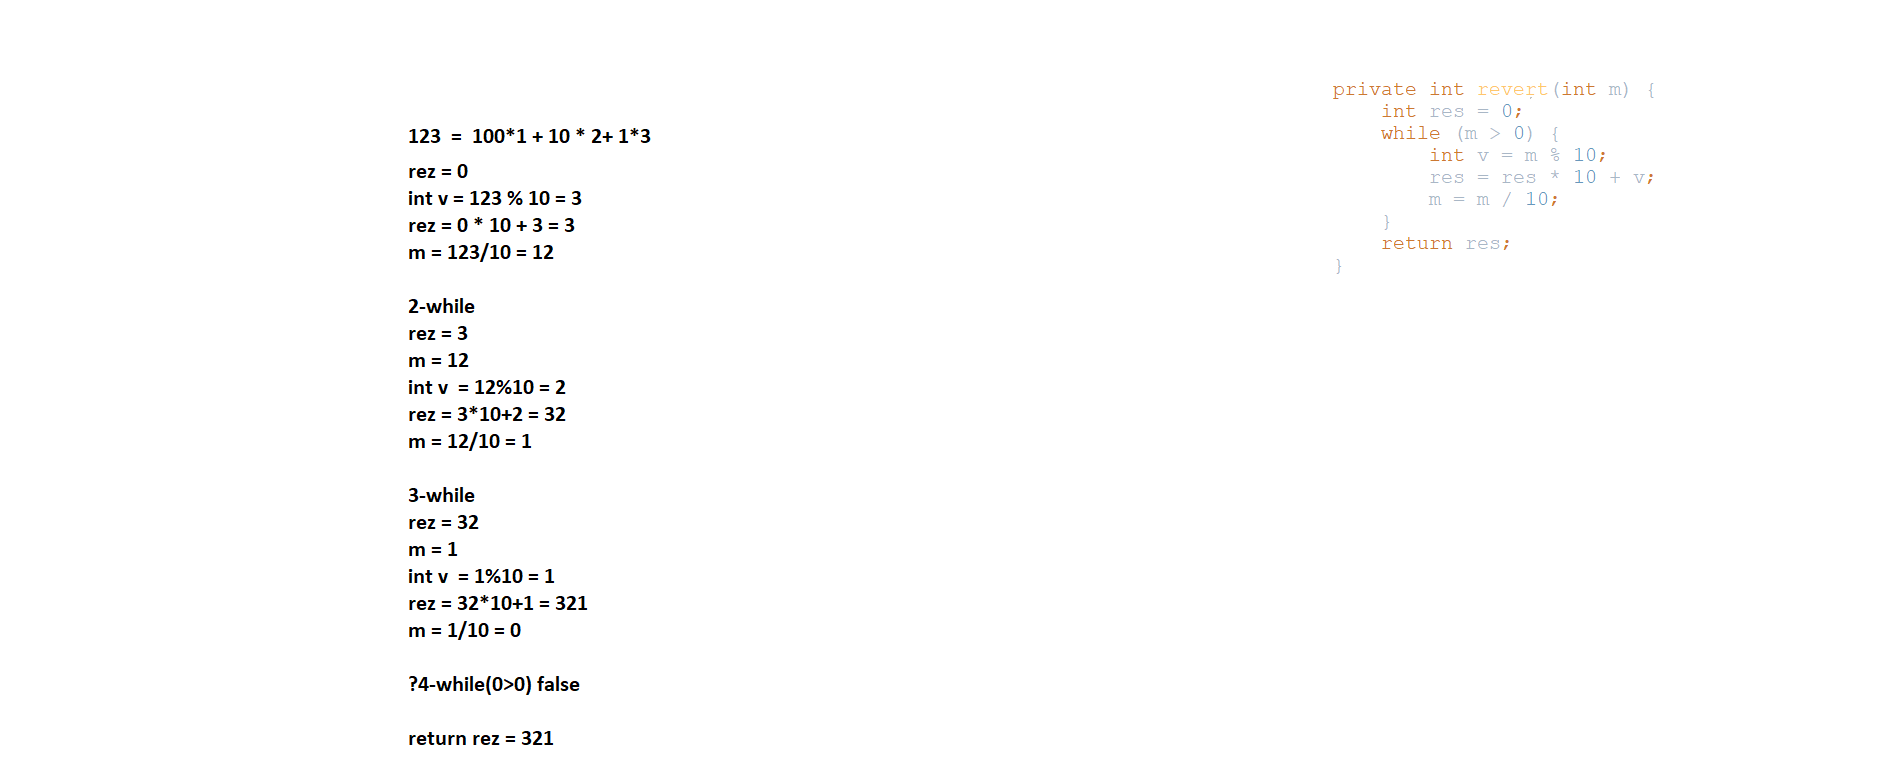 123  =  100*1 + 10 * 2+ 1*3
rez = 0
int v = 123 % 10 = 3
rez = 0 * 10 + 3 = 3
m = 123/10 = 12
2-while
rez = 3
m = 12
int v  = 12%10 = 2
rez = 3*10+2 = 32
m = 12/10 = 1
3-while
rez = 32
m = 1
int v  = 1%10 = 1
rez = 32*10+1 = 321
m = 1/10 = 0
?4-while(0>0) false
return rez = 321
private int revert(int m) {
    int res = 0;
    while (m > 0) {
        int v = m % 10;
        res = res * 10 + v;
        m = m / 10;
    }
    return res;
}